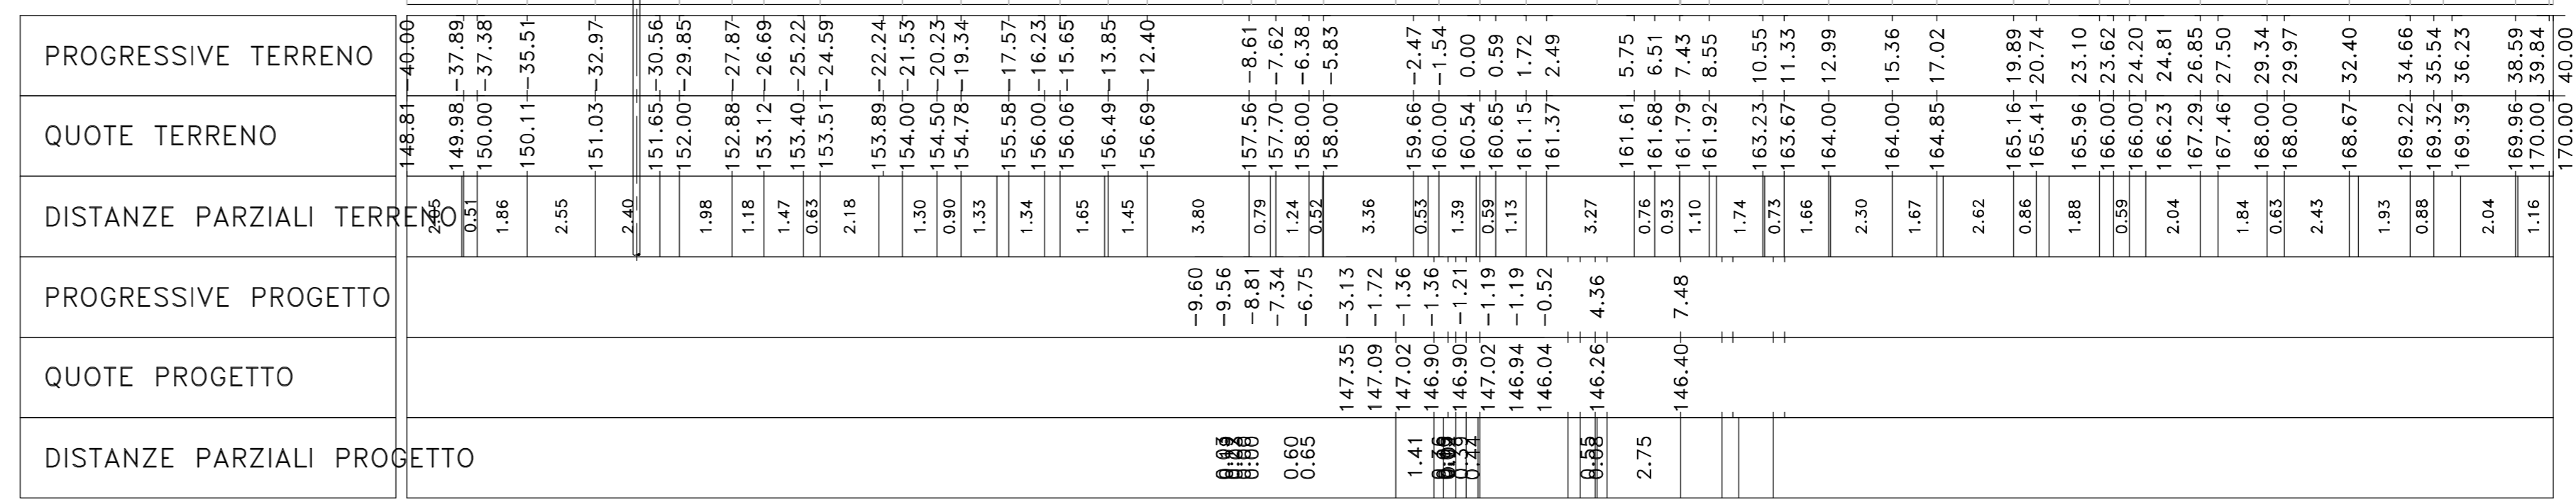 PROGRESSIVE TERRENO -40.00 -37.89 -37.38 -35.51 -32.97 -30.56 -29.85 -27.87 -26.69 -25.22 -24.59 -22.24 -21.53 -20.23 -19.34 -17.57 -16.23 -15.65 -13.85 -12.40 -8.61 -7.62 -6.38 -5.83 -2.47 -1.54 0.00 0.59 1.72 2.49 5.75 6.51 7.43 8.55 10.55 11.33 12.99 15.36 17.02 19.89 20.74 23.10 23.62 24.20 24.81 26.85 27.50 29.34 29.97 32.40 34.66 35.54 36.23 38.59 39.84 40.00
QUOTE TERRENO 148.81 149.98 150.00 150.11 151.03 151.65 152.00 152.88 153.12 153.40 153.51 153.89 154.00 154.50 154.78 155.58 156.00 156.06 156.49 156.69 157.56 157.70 158.00 158.00 159.66 160.00 160.54 160.65 161.15 161.37 161.61 161.68 161.79 161.92 163.23 163.67 164.00 164.00 164.85 165.16 165.41 165.96 166.00 166.00 166.23 167.29 167.46 168.00 168.00 168.67 169.22 169.32 169.39 169.96 170.00 170.00
DISTANZE PARZIALI TERRENO 2.05 0.51 1.86 2.55 2.40 1.98 1.18 1.47 0.63 2.18 1.30 0.90 1.33 1.34 1.65 1.45 3.80 0.79 1.24 0.52 3.36 0.53 1.39 0.59 1.13 3.27 0.76 0.93 1.10 1.74 0.73 1.66 2.30 1.67 2.62 0.86 1.88 0.59 2.04 1.84 0.63 2.43 1.93 0.88 2.04 1.16
PROGRESSIVE PROGETTO -9.60 -9.56 -8.81 -7.34 -6.75 -3.13 -1.72 -1.36 -1.36 -1.21 -1.19 -1.19 -0.52 4.36 7.48
QUOTE PROGETTO 147.35 147.09 147.02 146.90 146.90 147.02 146.94 146.04 146.26 146.40
DISTANZE PARZIALI PROGETTO 0.00 0.60 0.65 1.41 0.39 0.44 0.55 0.08 2.75